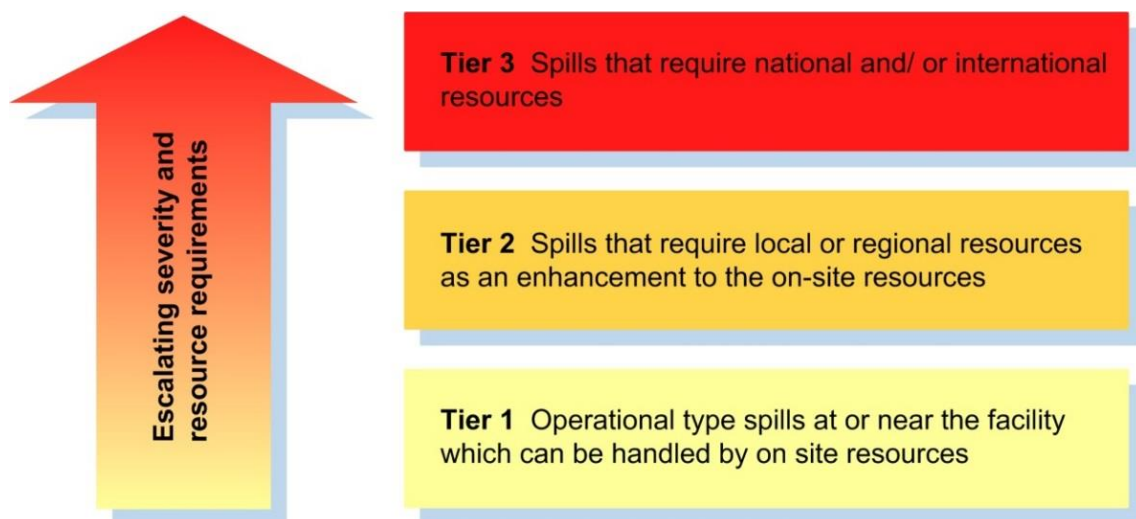 Escalating severity and
resource requirements
Tier 3 Spills that require national and/ or international
resources
Tier 2 Spills that require local or regional resources
as an enhancement to the on-site resources
Tier 1 Operational type spills at or near the facility
which can be handled by on site resources